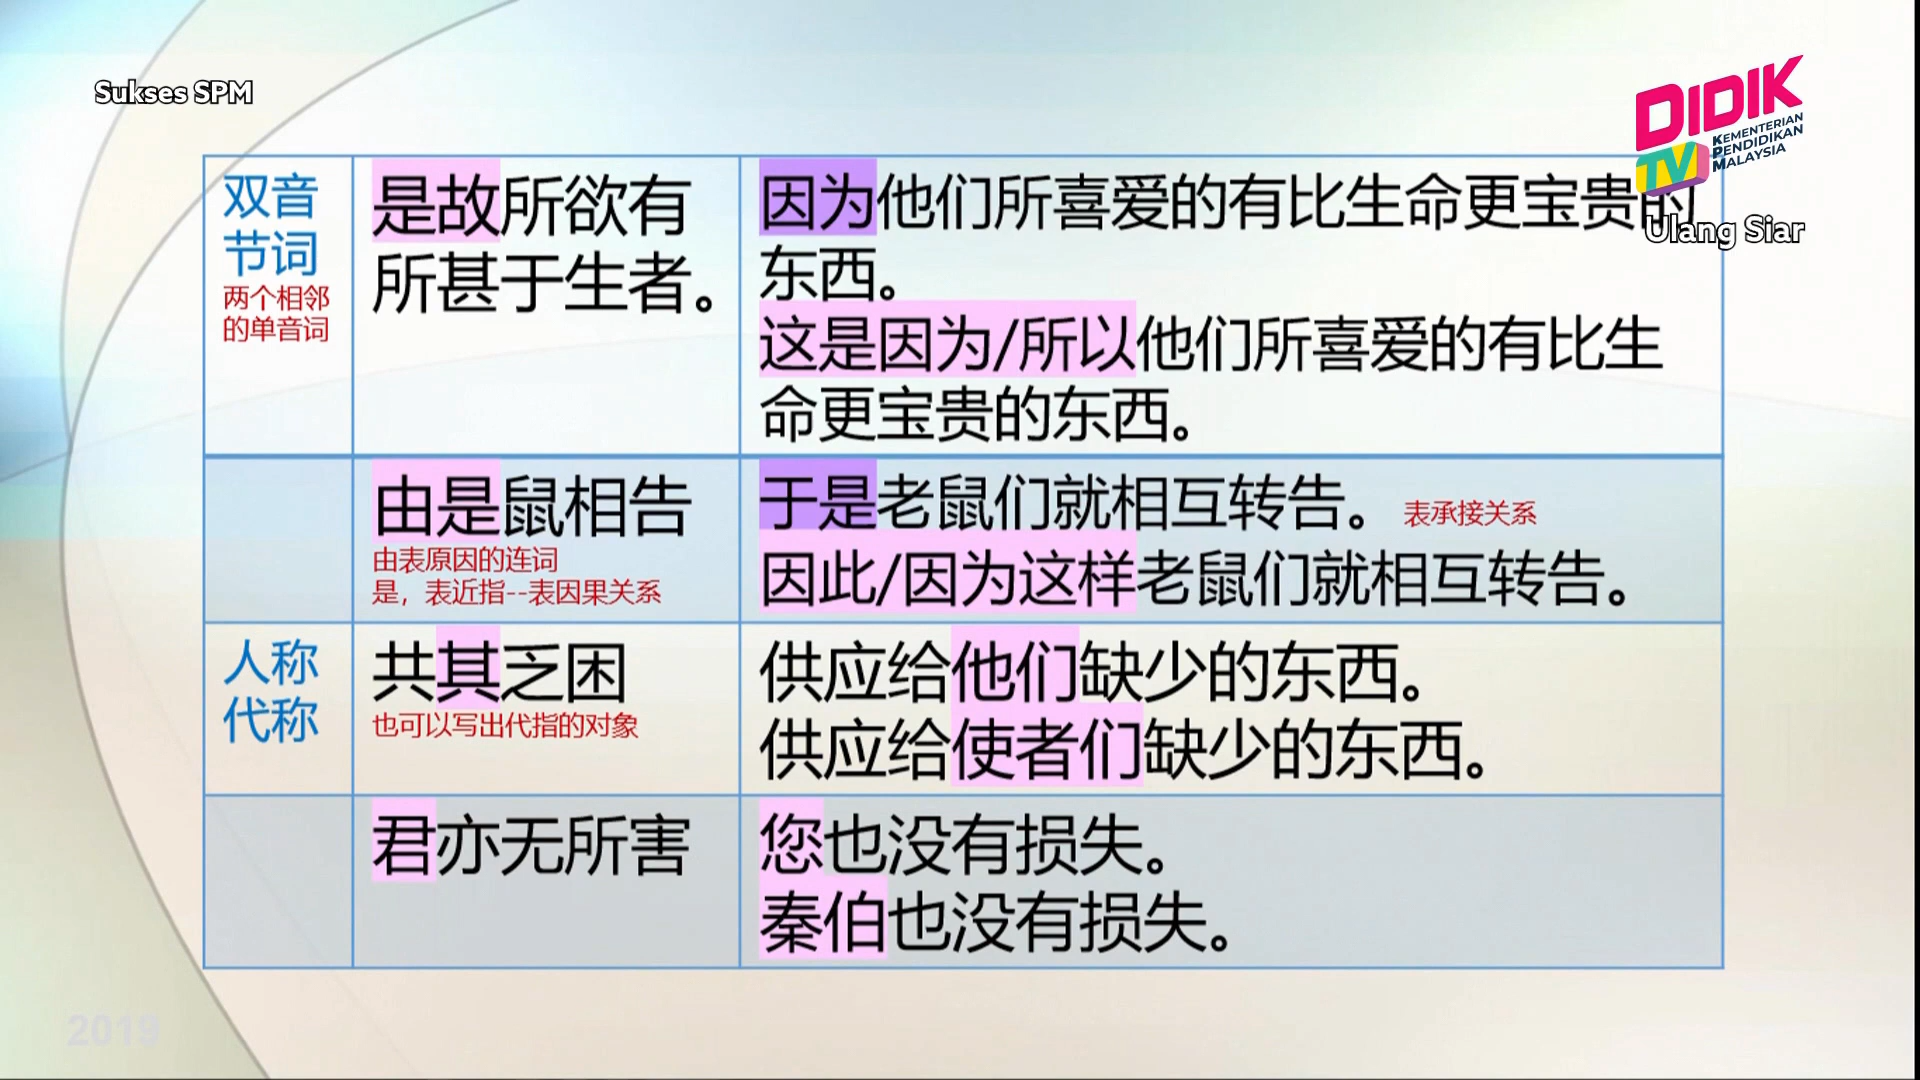 Sukses SPM
DIDIK
TV
KEMENTERIAN
PENDIDIKAN
MALAYSIA
Ulang Siar
双音
节词
两个相邻
的单音词
是故所欲有
所甚于生者。
因为他们所喜爱的有比生命更宝贵的
东西。
这是因为/所以他们所喜爱的有比生
命更宝贵的东西。
由是鼠相告
由表原因的连词
是，表近指--表因果关系
于是老鼠们就相互转告。 表承接关系
因此/因为这样老鼠们就相互转告。
人称
代称
共其乏困
也可以写出代指的对象
供应给他们缺少的东西。
供应给使者们缺少的东西。
君亦无所害
您也没有损失。
秦伯也没有损失。
2019